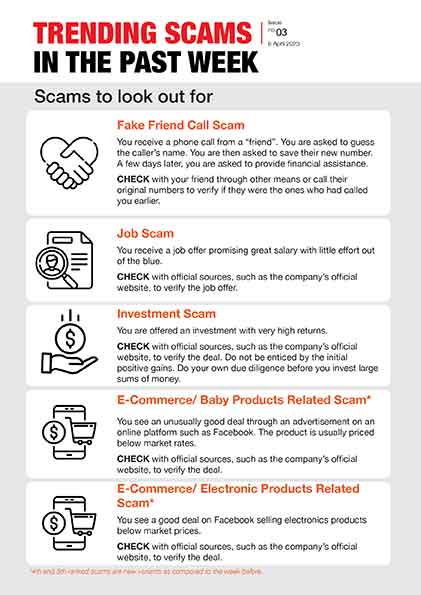 TRENDING SCAMS
IN THE PAST WEEK
Issue
no 03
6 April 2023
Scams to look out for
Fake Friend Call Scam
You receive a phone call from a “friend”. You are asked to guess
the caller's name. You are then asked to save their new number.
A few days later, you are asked to provide financial assistance.
CHECK with your friend through other means or call their
original numbers to verify if they were the ones who had called
you earlier.
Job Scam
You receive a job offer promising great salary with little effort out
of the blue.
CHECK with official sources, such as the company's official
website, to verify the job offer.
Investment Scam
You are offered an investment with very high returns.
CHECK with official sources, such as the company's official
website, to verify the deal. Do not be enticed by the initial
positive gains. Do your own due diligence before you invest large
sums of money.
E-Commerce/ Baby Products Related Scam*
You see an unusually good deal through an advertisement on an
online platform such as Facebook. The product is usually priced
below market rates.
CHECK with official sources, such as the company's official
website, to verify the deal.
E-Commerce/ Electronic Products Related
Scam*
You see a good deal on Facebook selling electronics products
below market prices.
CHECK with official sources, such as the company's official
website, to verify the deal.
*4th and 5th ranked scams are new variants as compared to the week before.